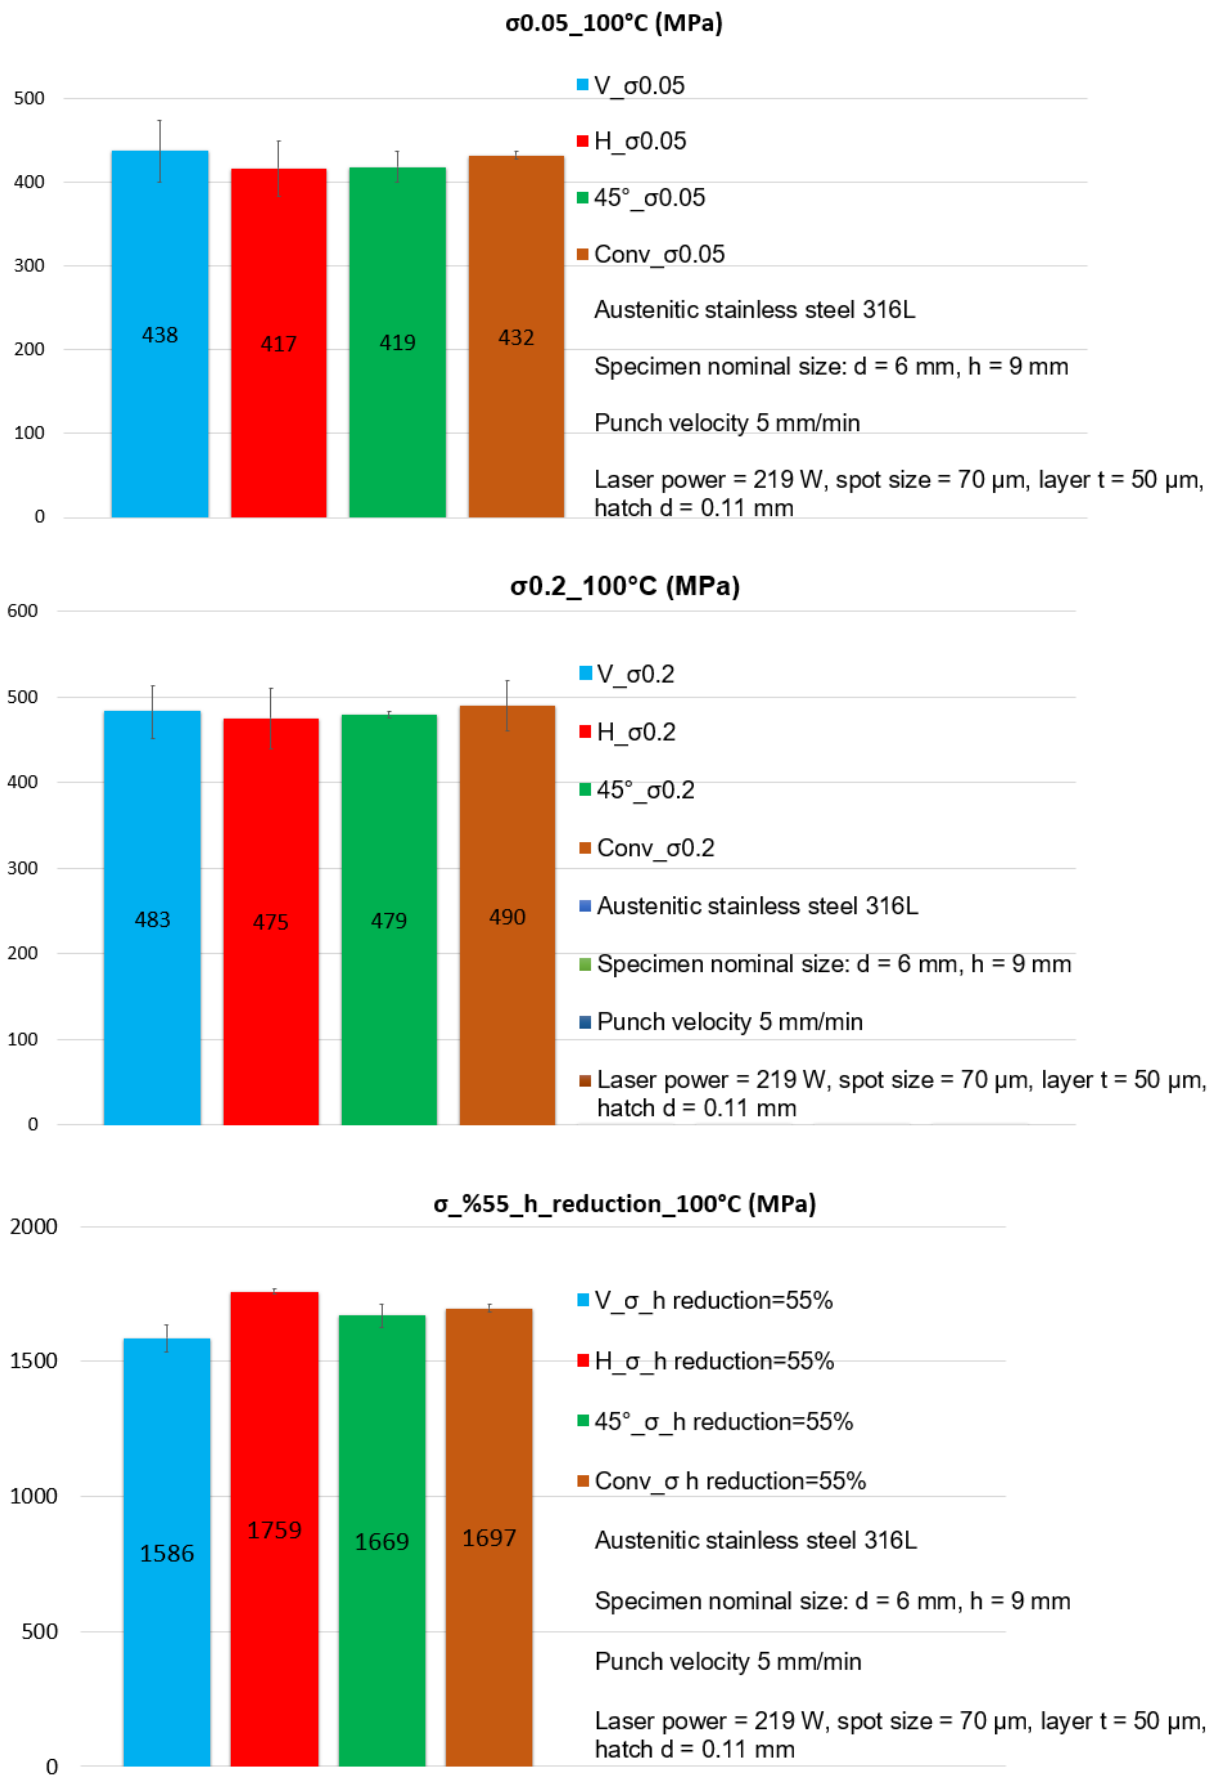 σ0.05_100°C (MPa)
500
400
300
200
100
0
438
417
419
432
V_σ0.05
H_σ0.05
45°_σ0.05
Conv_σ0.05
Austenitic stainless steel 316L
Specimen nominal size: d = 6 mm, h = 9 mm
Punch velocity 5 mm/min
Laser power = 219 W, spot size = 70 µm, layer t = 50 µm,
hatch d = 0.11 mm
σ0.2_100°C (MPa)
600
500
400
300
200
100
0
483
475
479
490
V_σ0.2
H_σ0.2
45°_σ0.2
Conv_σ0.2
Austenitic stainless steel 316L
Specimen nominal size: d = 6 mm, h = 9 mm
Punch velocity 5 mm/min
Laser power = 219 W, spot size = 70 µm, layer t = 50 µm,
hatch d = 0.11 mm
σ_%55_h_reduction_100°C (MPa)
2000
1500
1000
500
0
1586
1759
1669
1697
V_σ_h reduction=55%
H_σ_h reduction=55%
45°_σ_h reduction=55%
Conv_σ h reduction=55%
Austenitic stainless steel 316L
Specimen nominal size: d = 6 mm, h = 9 mm
Punch velocity 5 mm/min
Laser power = 219 W, spot size = 70 µm, layer t = 50 µm,
hatch d = 0.11 mm